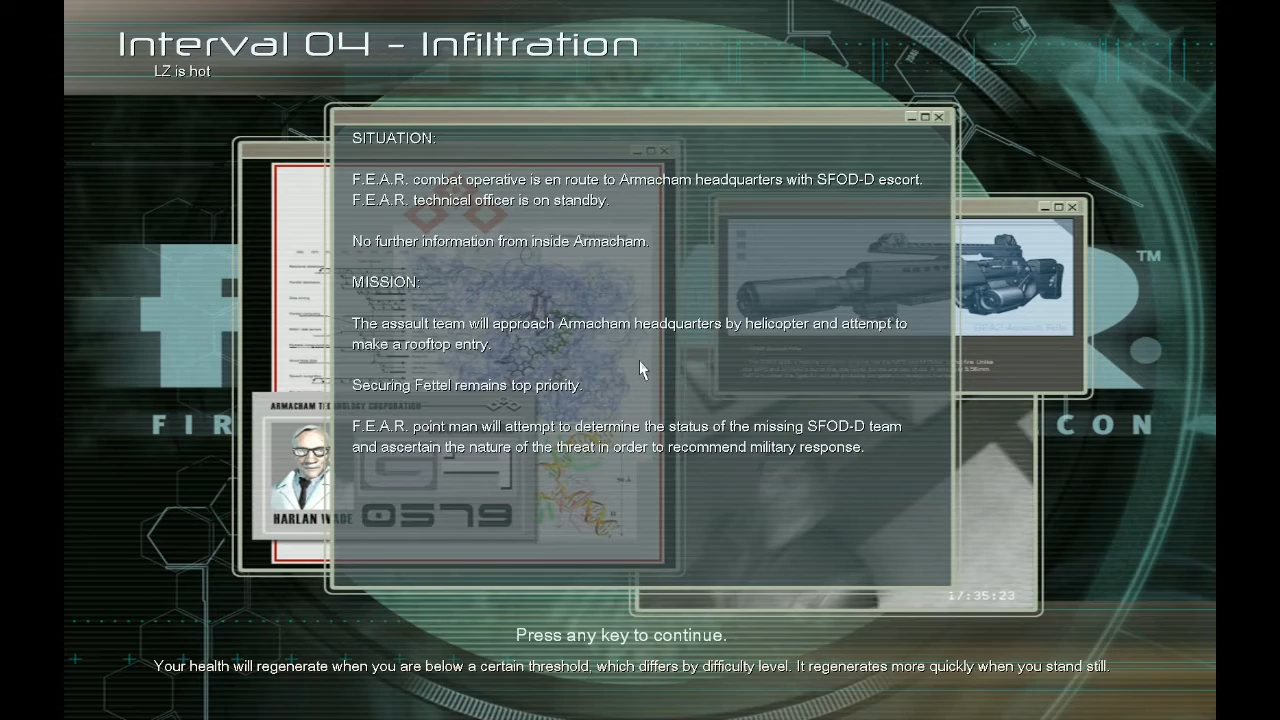 Interval 04 - Infiltration
LZ is hot
SITUATION:
F.E.A.R. combat operative is en route to Armacham headquarters with SFOD-D escort.
F.E.A.R. technical officer is on standby.
No further information from inside Armacham.
MISSION:
The assault team will approach Armacham headquarters by helicopter and attempt to
make a rooftop entry.
Securing Fettel remains top priority.
F.E.A.R. point man will attempt to determine the status of the missing SFOD-D team
and ascertain the nature of the threat in order to recommend military response.
ARMACHAM TECHNOLOGY CORPORATION
HARLAN WADE
0579
TM
FIR
CON
17:35:23
Press any key to continue.
Your health will regenerate when you are below a certain threshold, which differs by difficulty level. It regenerates more quickly when you stand still.